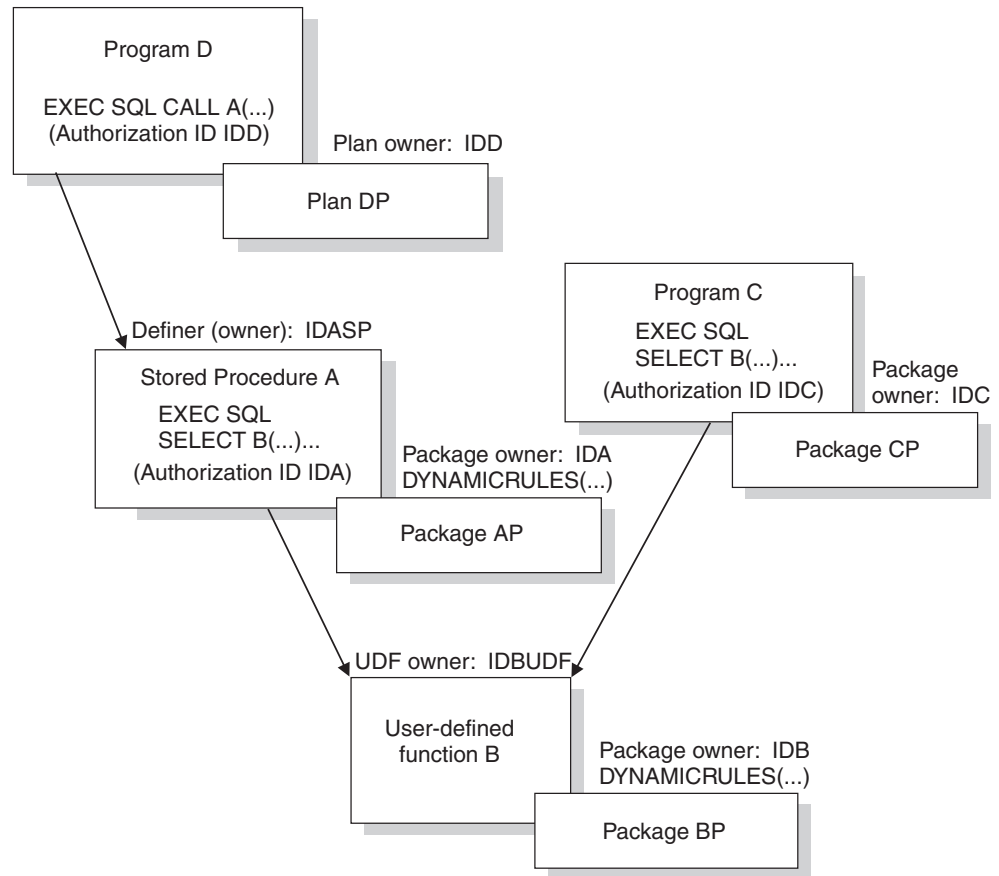 Program D
EXEC SQL CALL A(...)
(Authorization ID IDD)
Plan owner: IDD
Plan DP
Program C
EXEC SQL
SELECT B(...)...
(Authorization ID IDC)
Package
owner: IDC
Package CP
Definer (owner): IDASP
Stored Procedure A
EXEC SQL
SELECT B(...)...
(Authorization ID IDA)
Package owner: IDA
DYNAMICRULES(...)
Package AP
UDF owner: IDBUDF
User-defined
function B
Package owner: IDB
DYNAMICRULES(...)
Package BP